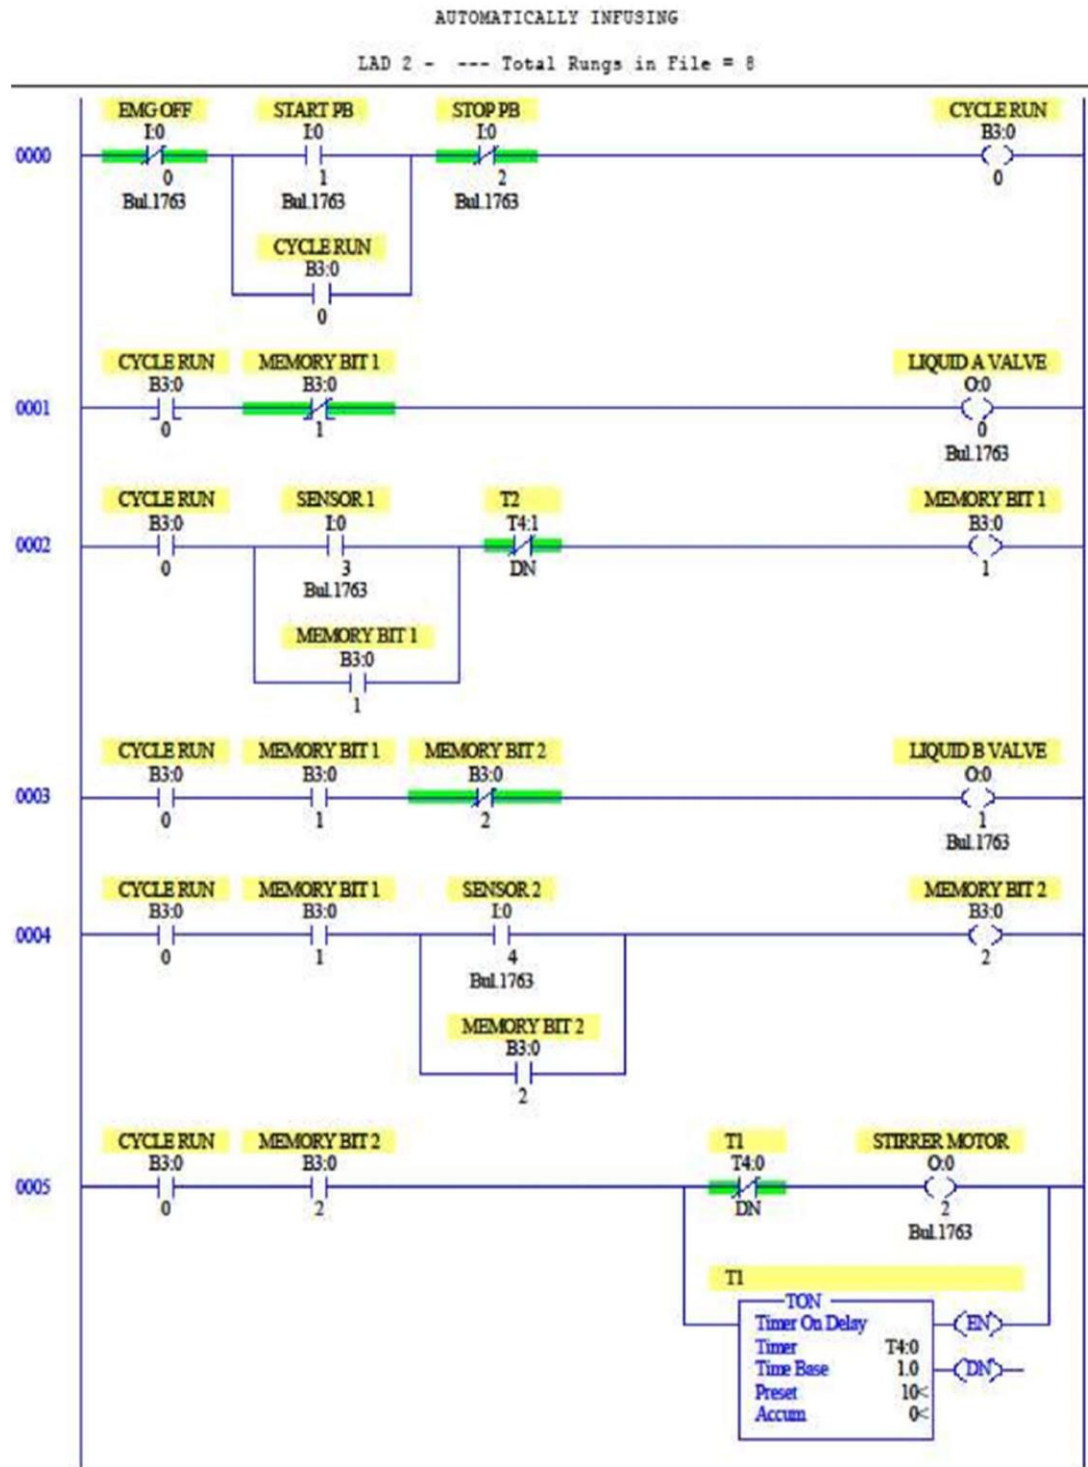 AUTOMATICALLY INFUSING
LAD 2 - --- Total Rungs in File = 8
EMG OFF START PB STOP PB CYCLE RUN
I:0 I:0 I:0 B3:0
0000
0 1 2 0
Bul.1763 Bul.1763 Bul.1763
CYCLE RUN
B3:0
0
CYCLE RUN MEMORY BIT 1 LIQUID A VALVE
B3:0 B3:0 O:0
0001
0 1 0
Bul.1763
CYCLE RUN SENSOR 1 T2 MEMORY BIT 1
B3:0 I:0 T4:1 B3:0
0002
0 3 DN 1
Bul.1763
MEMORY BIT 1
B3:0
1
CYCLE RUN MEMORY BIT 1 MEMORY BIT 2 LIQUID B VALVE
B3:0 B3:0 B3:0 O:0
0003
0 1 2 1
Bul.1763
CYCLE RUN MEMORY BIT 1 SENSOR 2 MEMORY BIT 2
B3:0 B3:0 I:0 B3:0
0004
0 1 4 2
Bul.1763
MEMORY BIT 2
B3:0
2
CYCLE RUN MEMORY BIT 2 T1 STIRRER MOTOR
B3:0 B3:0 T4:0 O:0
0005
0 2 DN 2
Bul.1763
T1
TON
Timer On Delay EN
Timer T4:0
Time Base 1.0 DN
Preset 10<
Accum 0<